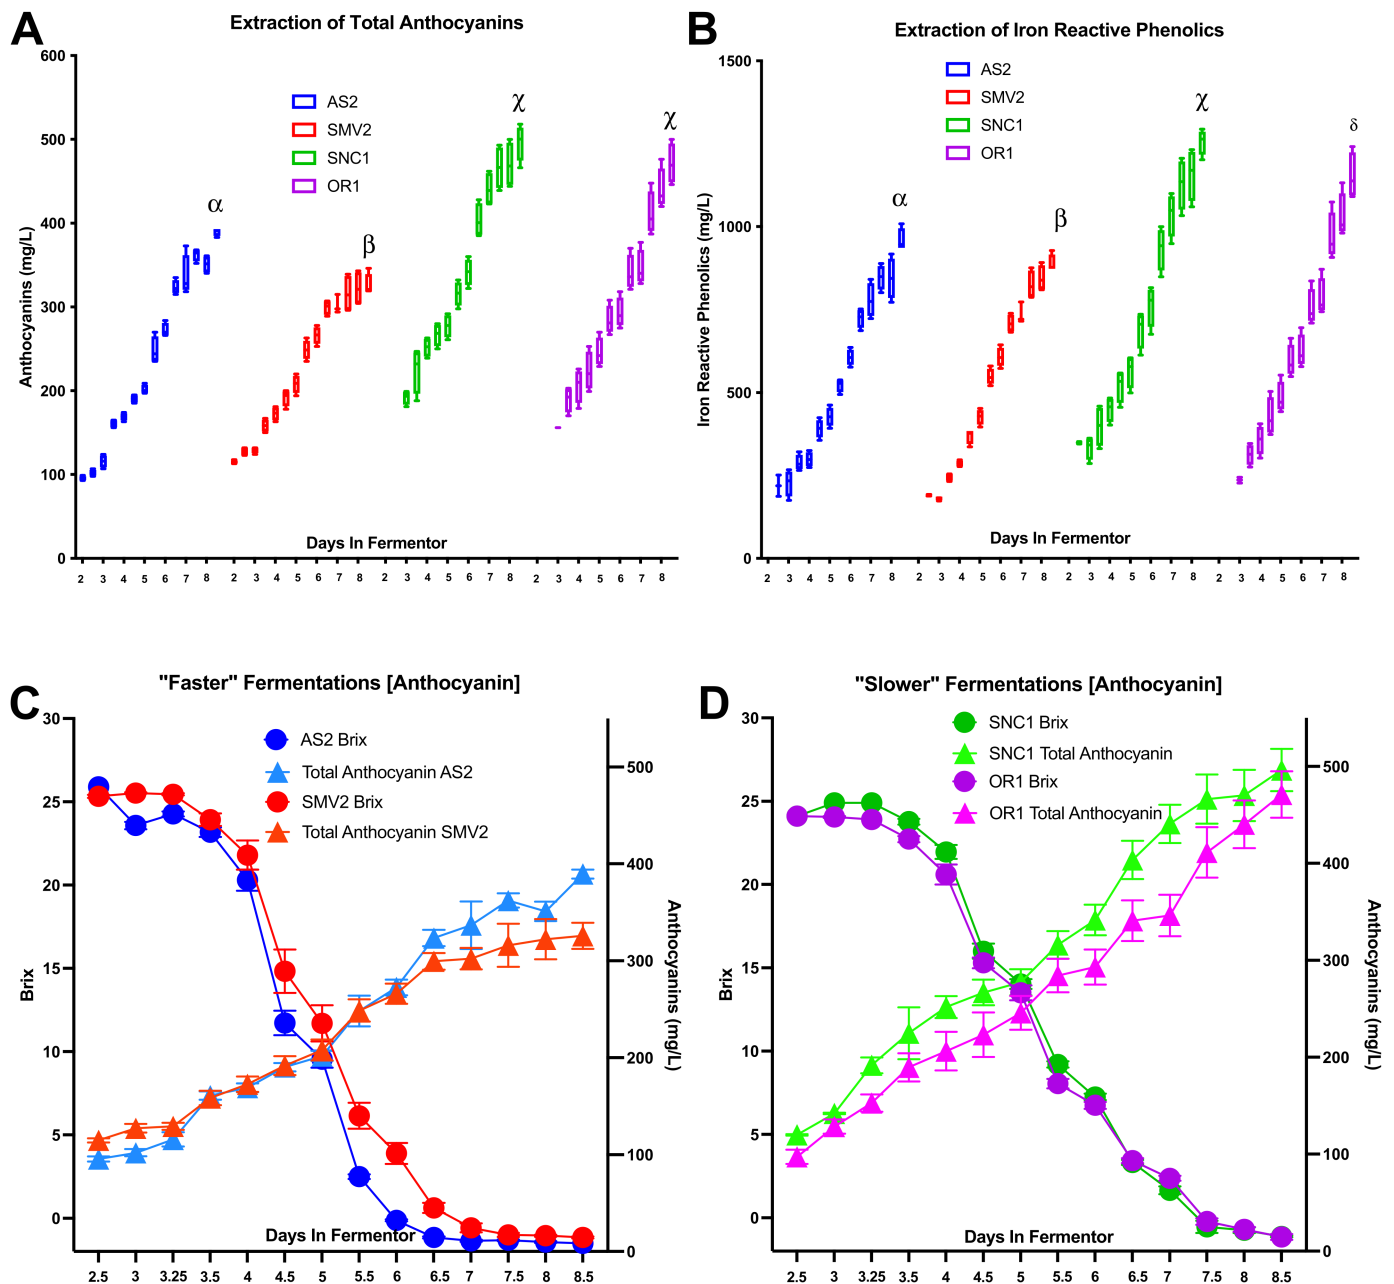 A
Extraction of Total Anthocyanins
600
500
400
300
200
100
0
Anthocyanins (mg/L)
AS2
SMV2
SNC1
OR1
α
β
χ
χ
Days In Fermentor
2 3 4 5 6 7 8 2 3 4 5 6 7 8 2 3 4 5 6 7 8 2 3 4 5 6 7 8
B
Extraction of Iron Reactive Phenolics
1500
1000
500
0
Iron Reactive Phenolics (mg/L)
AS2
SMV2
SNC1
OR1
α
β
χ
δ
Days In Fermentor
2 3 4 5 6 7 8 2 3 4 5 6 7 8 2 3 4 5 6 7 8 2 3 4 5 6 7 8
C
"Faster" Fermentations [Anthocyanin]
30
25
20
15
10
5
0
Brix
AS2 Brix
Total Anthocyanin AS2
SMV2 Brix
Total Anthocyanin SMV2
500
400
300
200
100
0
Anthocyanins (mg/L)
Days In Fermentor
2.5 3 3.25 3.5 4 4.5 5 5.5 6 6.5 7 7.5 8 8.5
D
"Slower" Fermentations [Anthocyanin]
30
25
20
15
10
5
0
Brix
SNC1 Brix
SNC1 Total Anthocyanin
OR1 Brix
OR1 Total Anthocyanin
500
400
300
200
100
0
Anthocyanins (mg/L)
Days In Fermentor
2.5 3 3.25 3.5 4 4.5 5 5.5 6 6.5 7 7.5 8 8.5